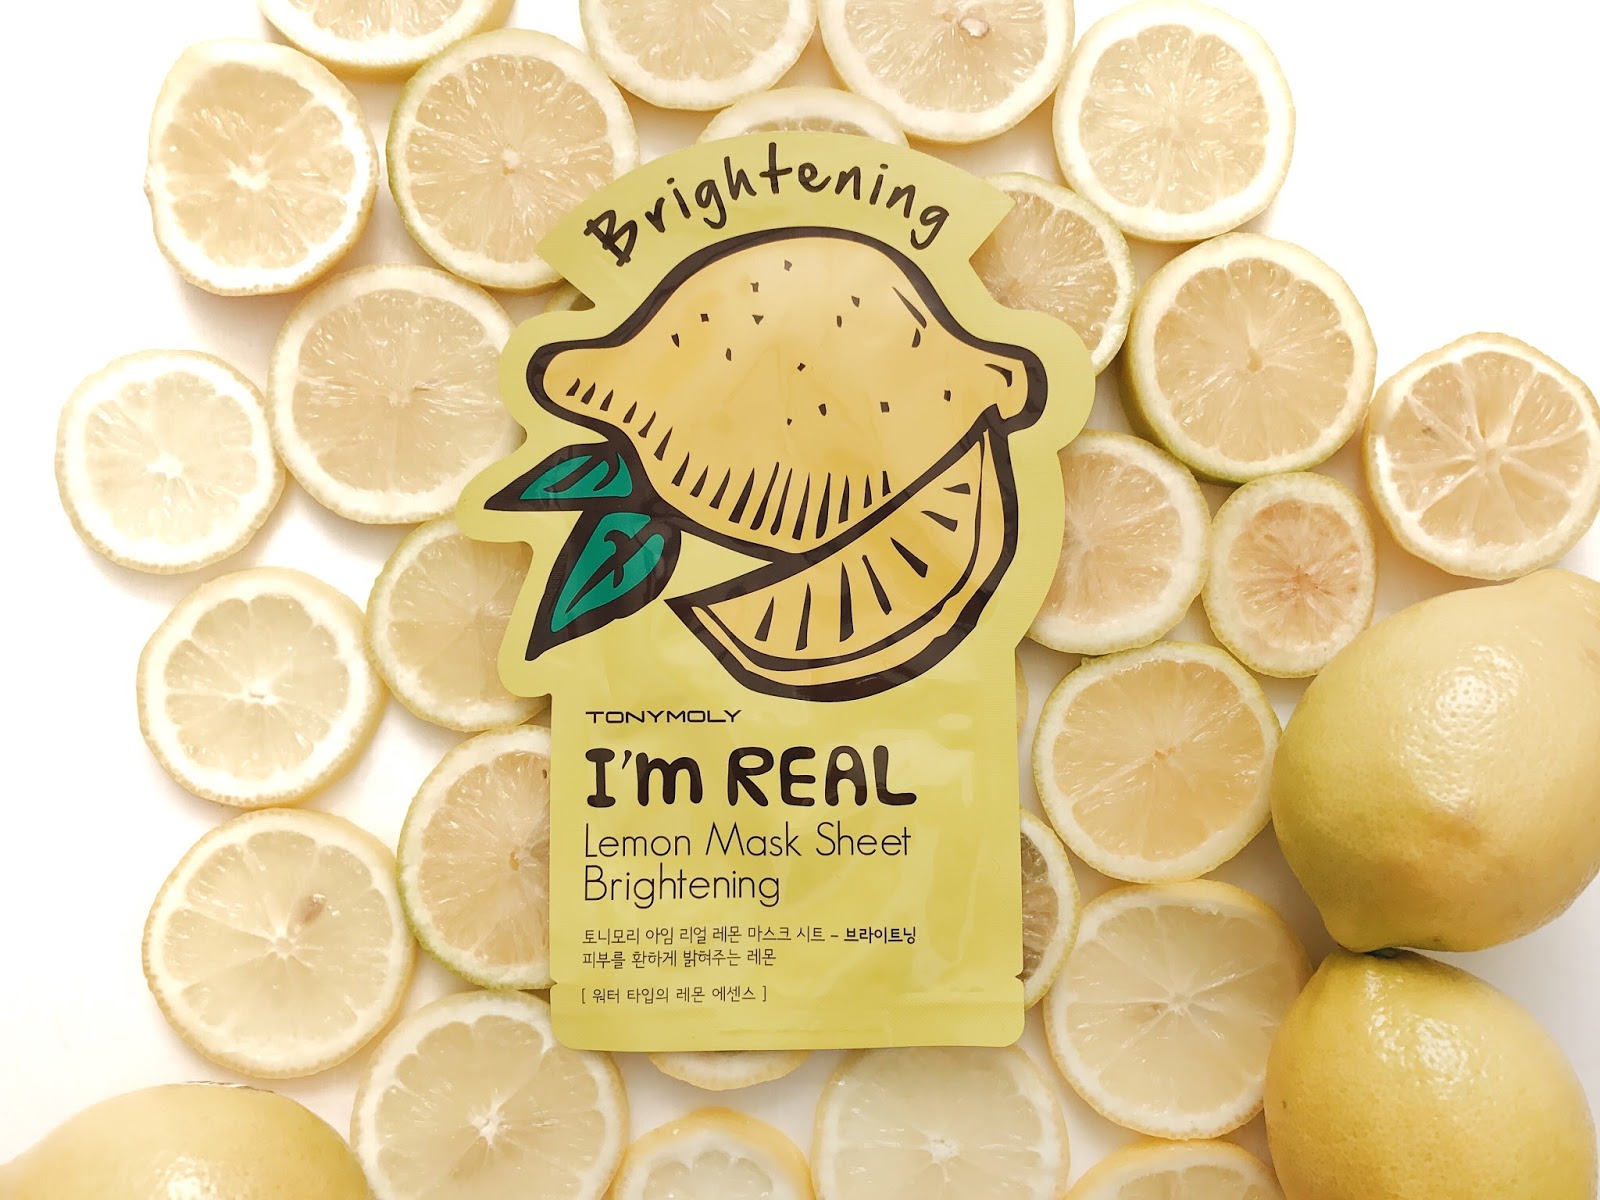 Brightening
TONYMOLY
I'm REAL
Lemon Mask Sheet
Brightening
토니모리 아임 리얼 레몬 마스크 시트 – 브라이트닝
피부를 환하게 밝혀주는 레몬
[ 워터 타입의 레몬 에센스 ]